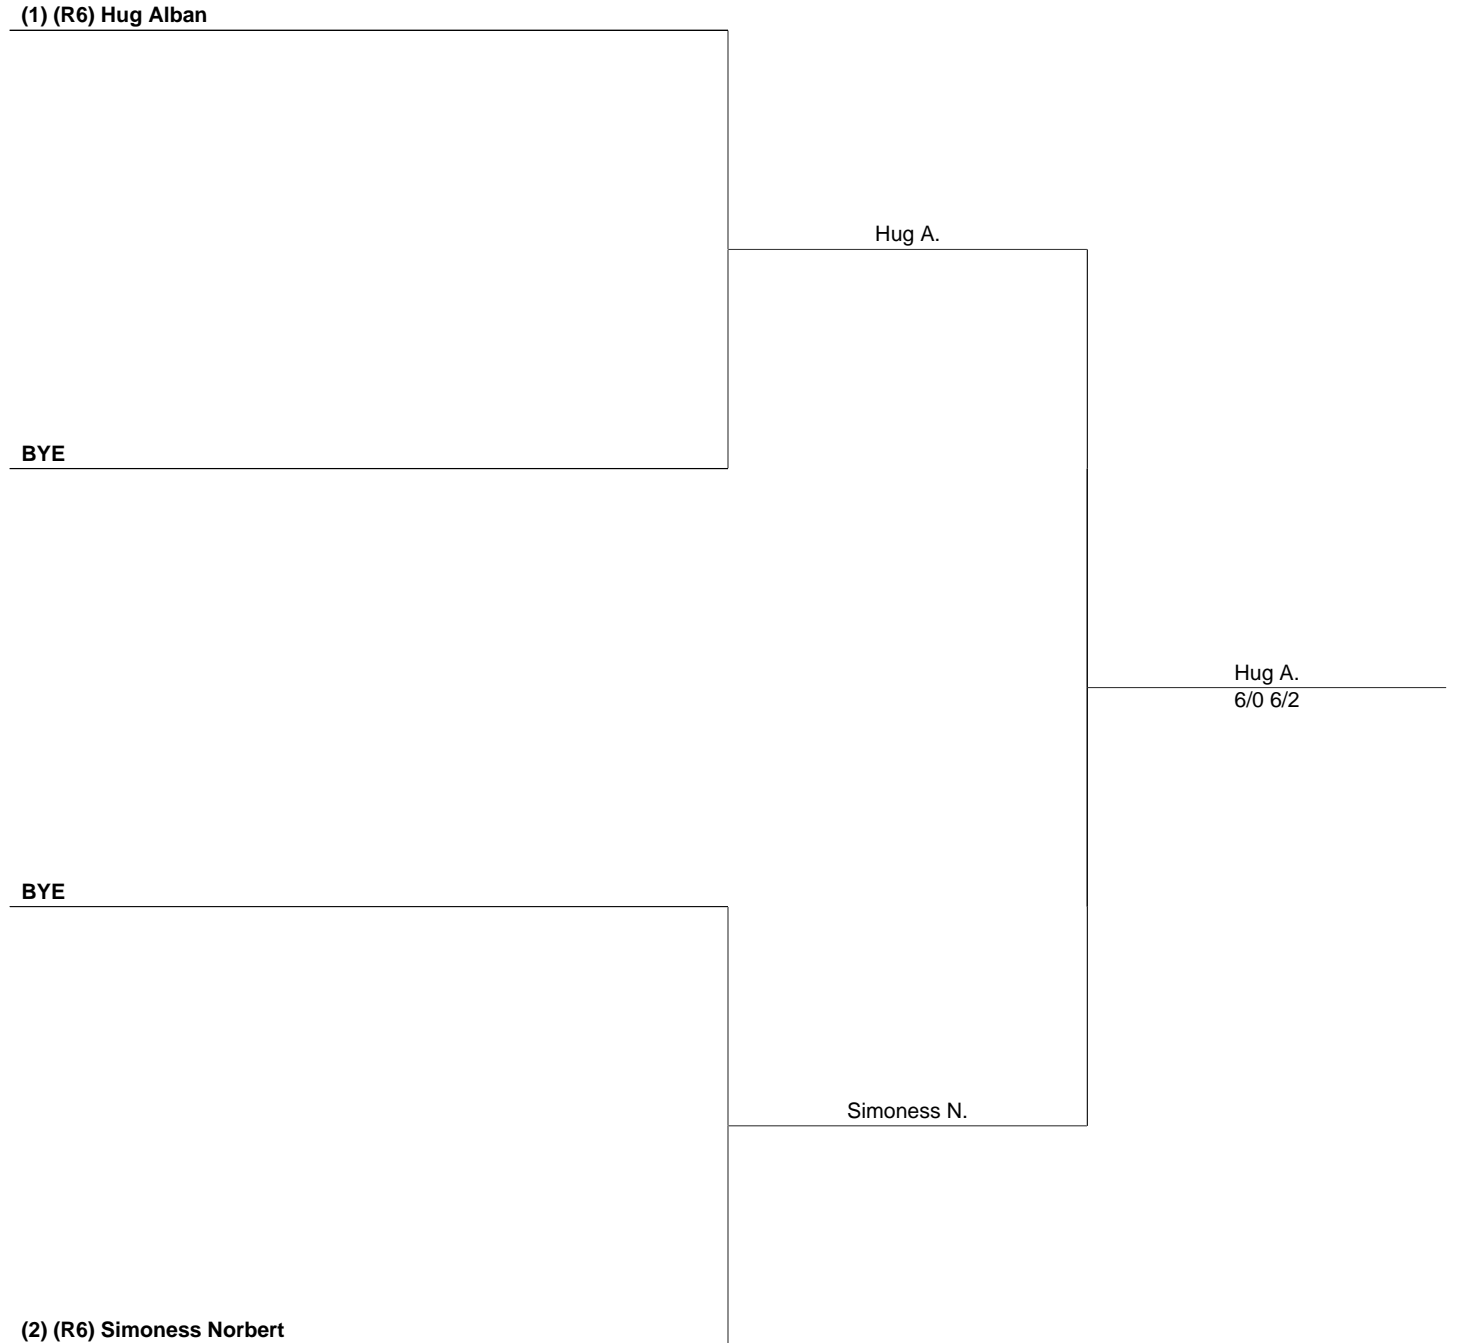 (1) (R6) Hug Alban
Hug A.
BYE
Hug A.
6/0 6/2
BYE
Simoness N.
(2) (R6) Simoness Norbert